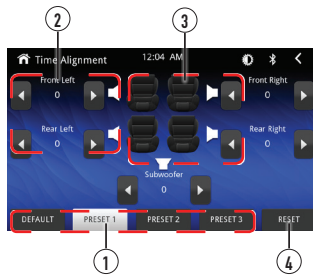 2
3
Time Alignment
12:04 AM
Front Left
0
Front Right
0
Rear Left
0
Rear Right
0
Subwoofer
0
DEFAULT
PRESET 1
PRESET 2
PRESET 3
RESET
1
4